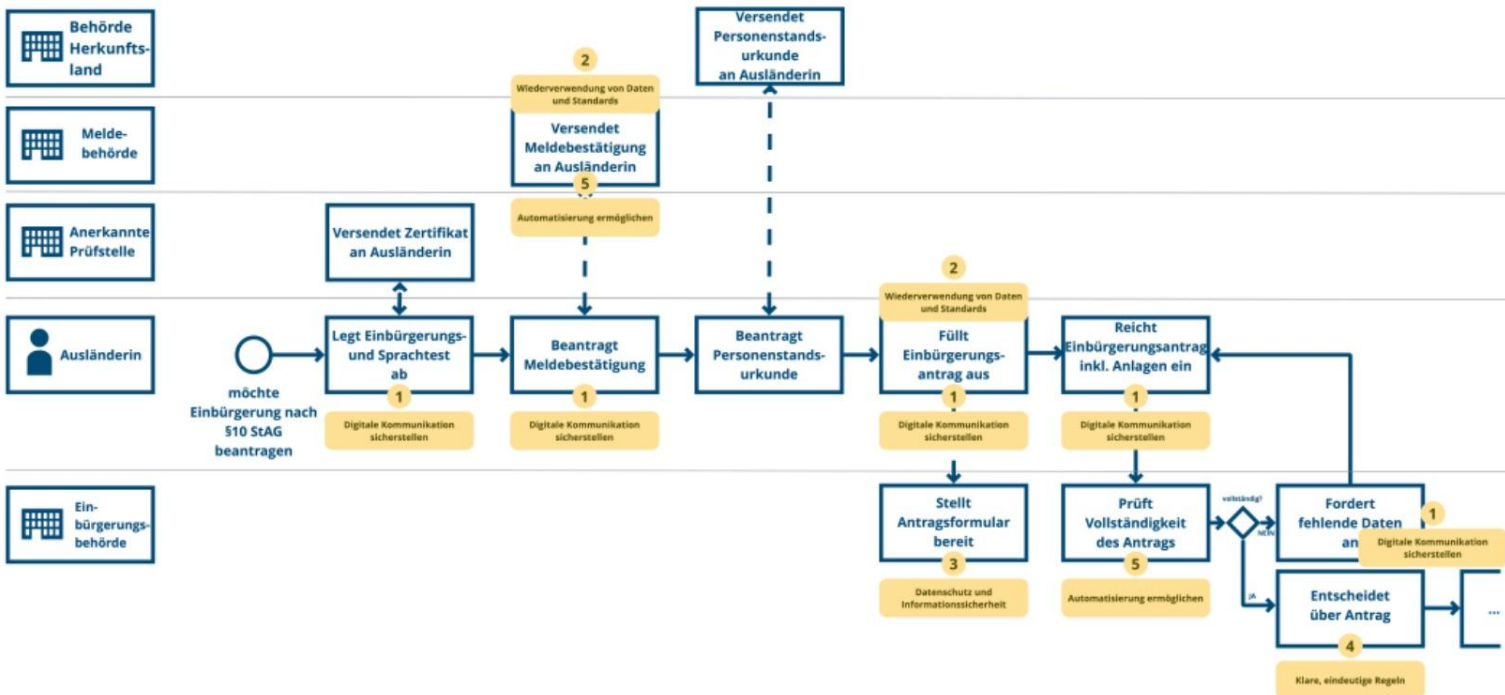 Behörde
Herkunfts-
land
Versendet
Personenstands-
urkunde
an Ausländerin
2
Wiederverwendung von Daten
und Standards
Melde-
behörde
Versendet
Meldebestätigung
an Ausländerin
5
Automatisierung ermöglichen
Anerkannte
Prüfstelle
Versendet Zertifikat
an Ausländerin
2
Wiederverwendung von Daten
und Standards
Ausländerin
möchte
Einbürgerung nach
§10 StAG
beantragen
Legt Einbürgerungs-
und Sprachtest
ab
1
Digitale Kommunikation
sicherstellen
Beantragt
Meldebestätigung
1
Digitale Kommunikation
sicherstellen
Beantragt
Personenstands-
urkunde
Füllt
Einbürgerungs-
antrag aus
1
Digitale Kommunikation
sicherstellen
Reicht
Einbürgerungsantrag
inkl. Anlagen ein
1
Digitale Kommunikation
sicherstellen
Ein-
bürgerungs-
behörde
Stellt
Antragsformular
bereit
3
Datenschutz und
Informationssicherheit
Prüft
Vollständigkeit
des Antrags
5
Automatisierung ermöglichen
vollständig?
NEIN
JA
Fordert
fehlende Daten
an
1
Digitale Kommunikation
sicherstellen
Entscheidet
über Antrag
4
Klare, eindeutige Regeln
...